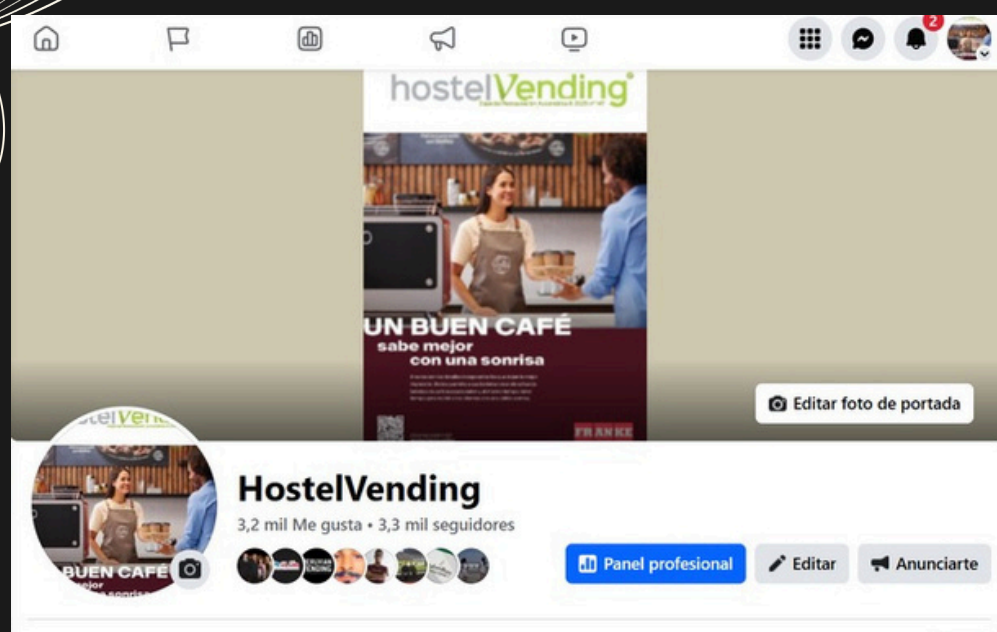 2
hostelVending
UN BUEN CAFÉ
sabe mejor
con una sonrisa
FRANKE
Editar foto de portada
HostelVending
3,2 mil Me gusta • 3,3 mil seguidores
BUEN CAFÉ
Panel profesional
Editar
Anunciarte